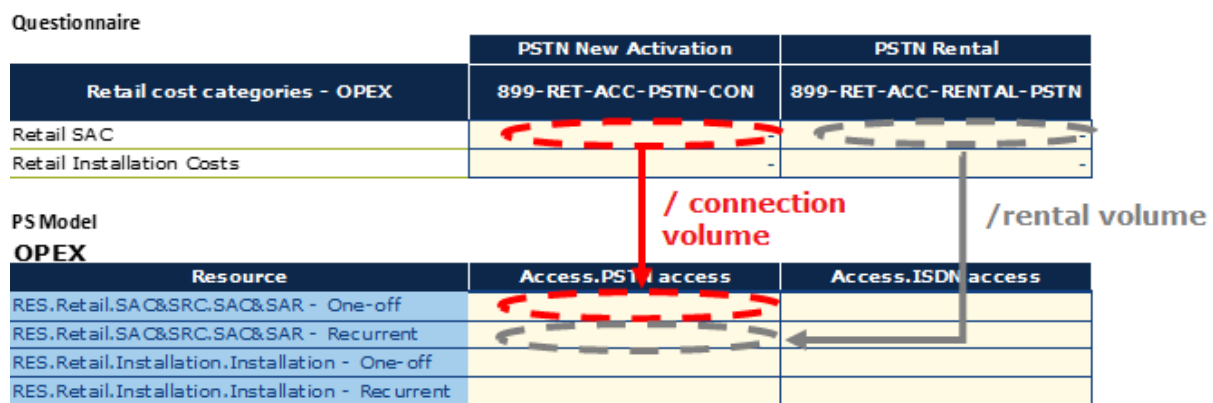 Questionnaire
PSTN New Activation PSTN Rental
Retail cost categories - OPEX 899-RET-ACC-PSTN-CON 899-RET-ACC-RENTAL-PSTN
Retail SAC - -
Retail Installation Costs - -
/ connection
volume
/rental volume
PS Model
OPEX
Resource Access.PSTN access Access.ISDN access
RES.Retail.SAC&SRC.SAC&SAR - One-off
RES.Retail.SAC&SRC.SAC&SAR - Recurrent
RES.Retail.Installation.Installation - One-off
RES.Retail.Installation.Installation - Recurrent